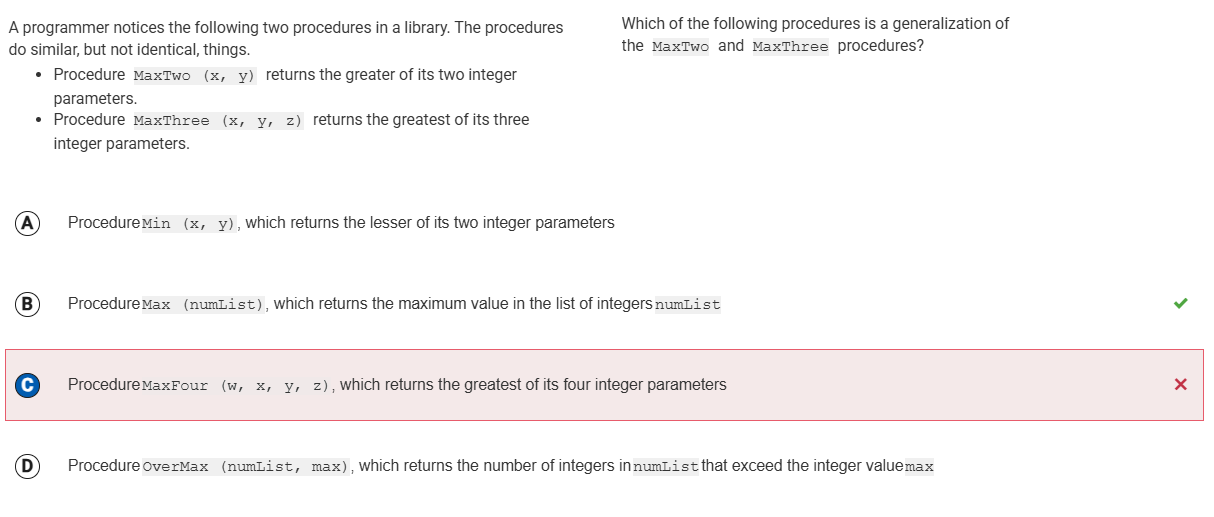 A programmer notices the following two procedures in a library. The procedures
do similar, but not identical, things.
• Procedure MaxTwo (x, y) returns the greater of its two integer
parameters.
• Procedure MaxThree (x, y, z) returns the greatest of its three
integer parameters.
Which of the following procedures is a generalization of
the MaxTwo and MaxThree procedures?
A Procedure Min (x, y), which returns the lesser of its two integer parameters
B Procedure Max (numList), which returns the maximum value in the list of integers numList
C Procedure MaxFour (w, x, y, z), which returns the greatest of its four integer parameters
D Procedure OverMax (numList, max), which returns the number of integers in numList that exceed the integer value max